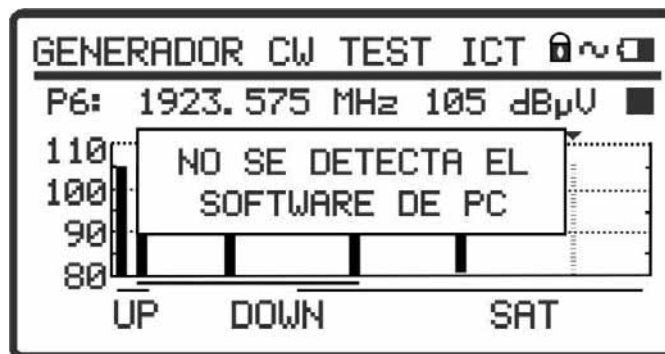 GENERADOR CW TEST ICT
P6: 1923.575 MHz 105 dBµV
NO SE DETECTA EL
SOFTWARE DE PC
110
100
90
80
UP DOWN SAT